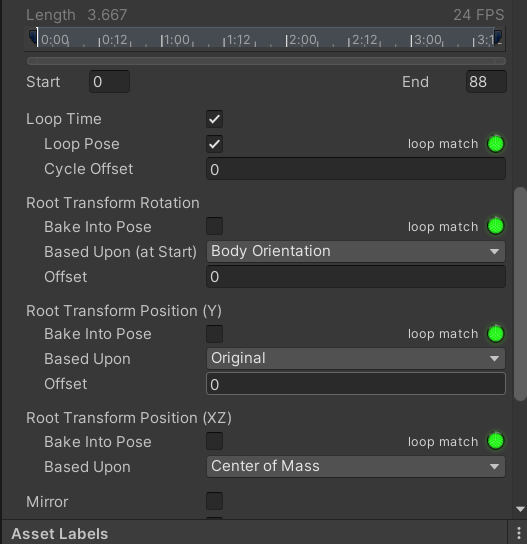 Length 3.667 24 FPS
0:00 0:12 1:00 1:12 2:00 2:12 3:00 3:1
Start 0 End 88
Loop Time
Loop Pose loop match
Cycle Offset 0
Root Transform Rotation
Bake Into Pose loop match
Based Upon (at Start) Body Orientation
Offset 0
Root Transform Position (Y)
Bake Into Pose loop match
Based Upon Original
Offset 0
Root Transform Position (XZ)
Bake Into Pose loop match
Based Upon Center of Mass
Mirror
Asset Labels